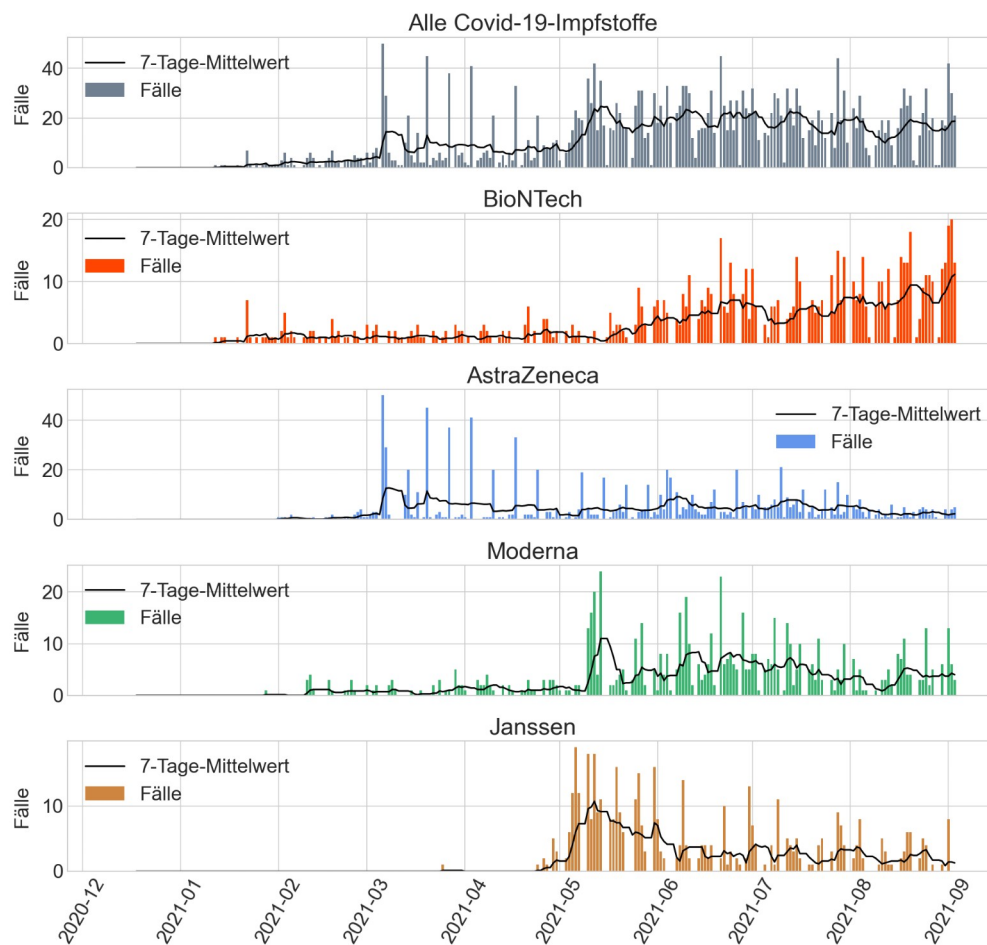 Alle Covid-19-Impfstoffe
Fälle
40
20
0
7-Tage-Mittelwert
Fälle
BioNTech
Fälle
20
10
0
7-Tage-Mittelwert
Fälle
AstraZeneca
Fälle
40
20
0
7-Tage-Mittelwert
Fälle
Moderna
Fälle
20
10
0
7-Tage-Mittelwert
Fälle
Janssen
Fälle
10
0
7-Tage-Mittelwert
Fälle
2020-12
2021-01
2021-02
2021-03
2021-04
2021-05
2021-06
2021-07
2021-08
2021-09